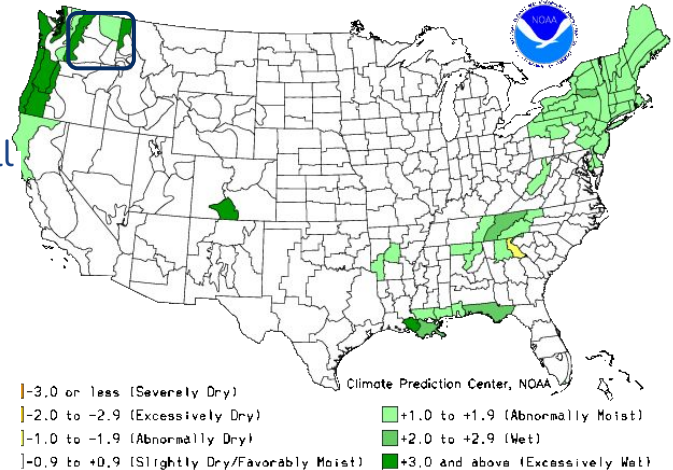 NOAA
ll
Climate Prediction Center, NOAA
-3.0 or less (Severely Dry)
-2.0 to -2.9 (Excessively Dry)
-1.0 to -1.9 (Abnormally Dry)
-0.9 to +0.9 (Slightly Dry/Favorably Moist)
+1.0 to +1.9 (Abnormally Moist)
+2.0 to +2.9 (Wet)
+3.0 and above (Excessively Wet)